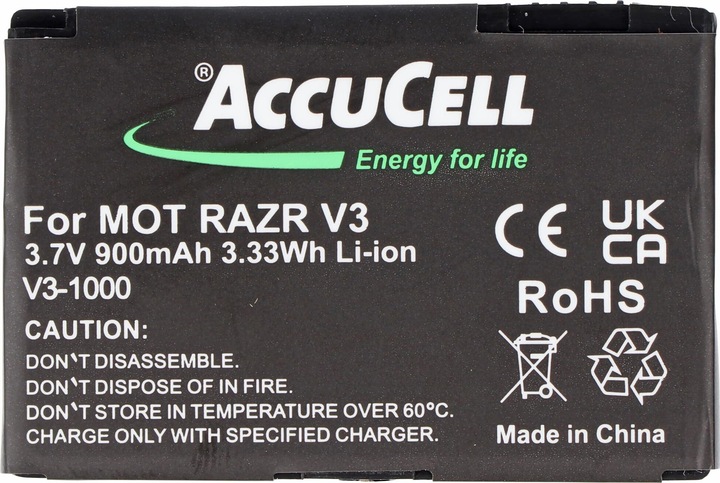 ® ACCUCELL
Energy for life
For MOT RAZR V3
3.7V 900mAh 3.33Wh Li-ion
V3-1000
CE UK
CA
RoHS
CAUTION:
DON`T DISASSEMBLE.
DON`T DISPOSE OF IN FIRE.
DON`T STORE IN TEMPERATURE OVER 60ºC.
CHARGE ONLY WITH SPECIFIED CHARGER.
Made in China